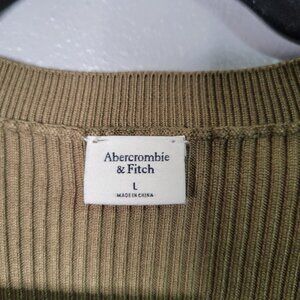 Abercrombie
& Fitch
L
MADE IN CHINA